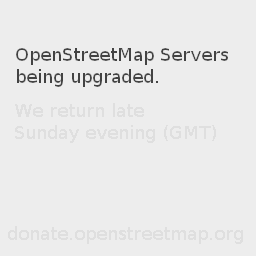 OpenStreetMap Servers
being upgraded.
We return late
Sunday evening (GMT)
donate.openstreetmap.org